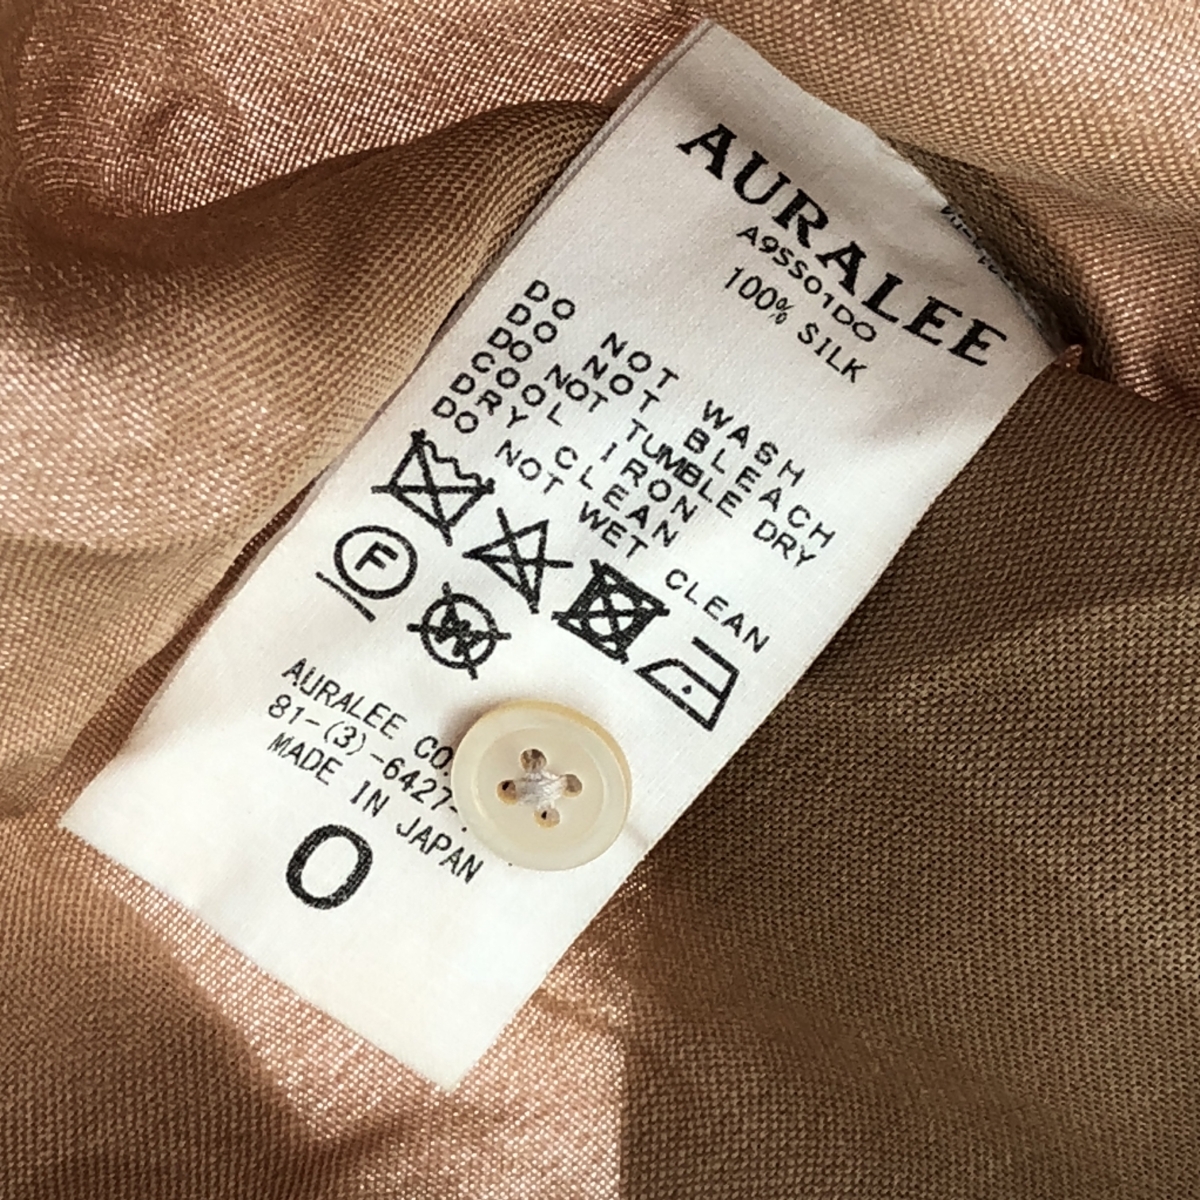 AURALEE
A9SS01DO
100% SILK
DO NOT WASH
DO NOT BLEACH
DO NOT TUMBLE DRY
COOL IRON
DRY CLEAN
DO NOT WET CLEAN
F
W
AURALEE CO.
81-(3)-6427-
MADE IN JAPAN
0